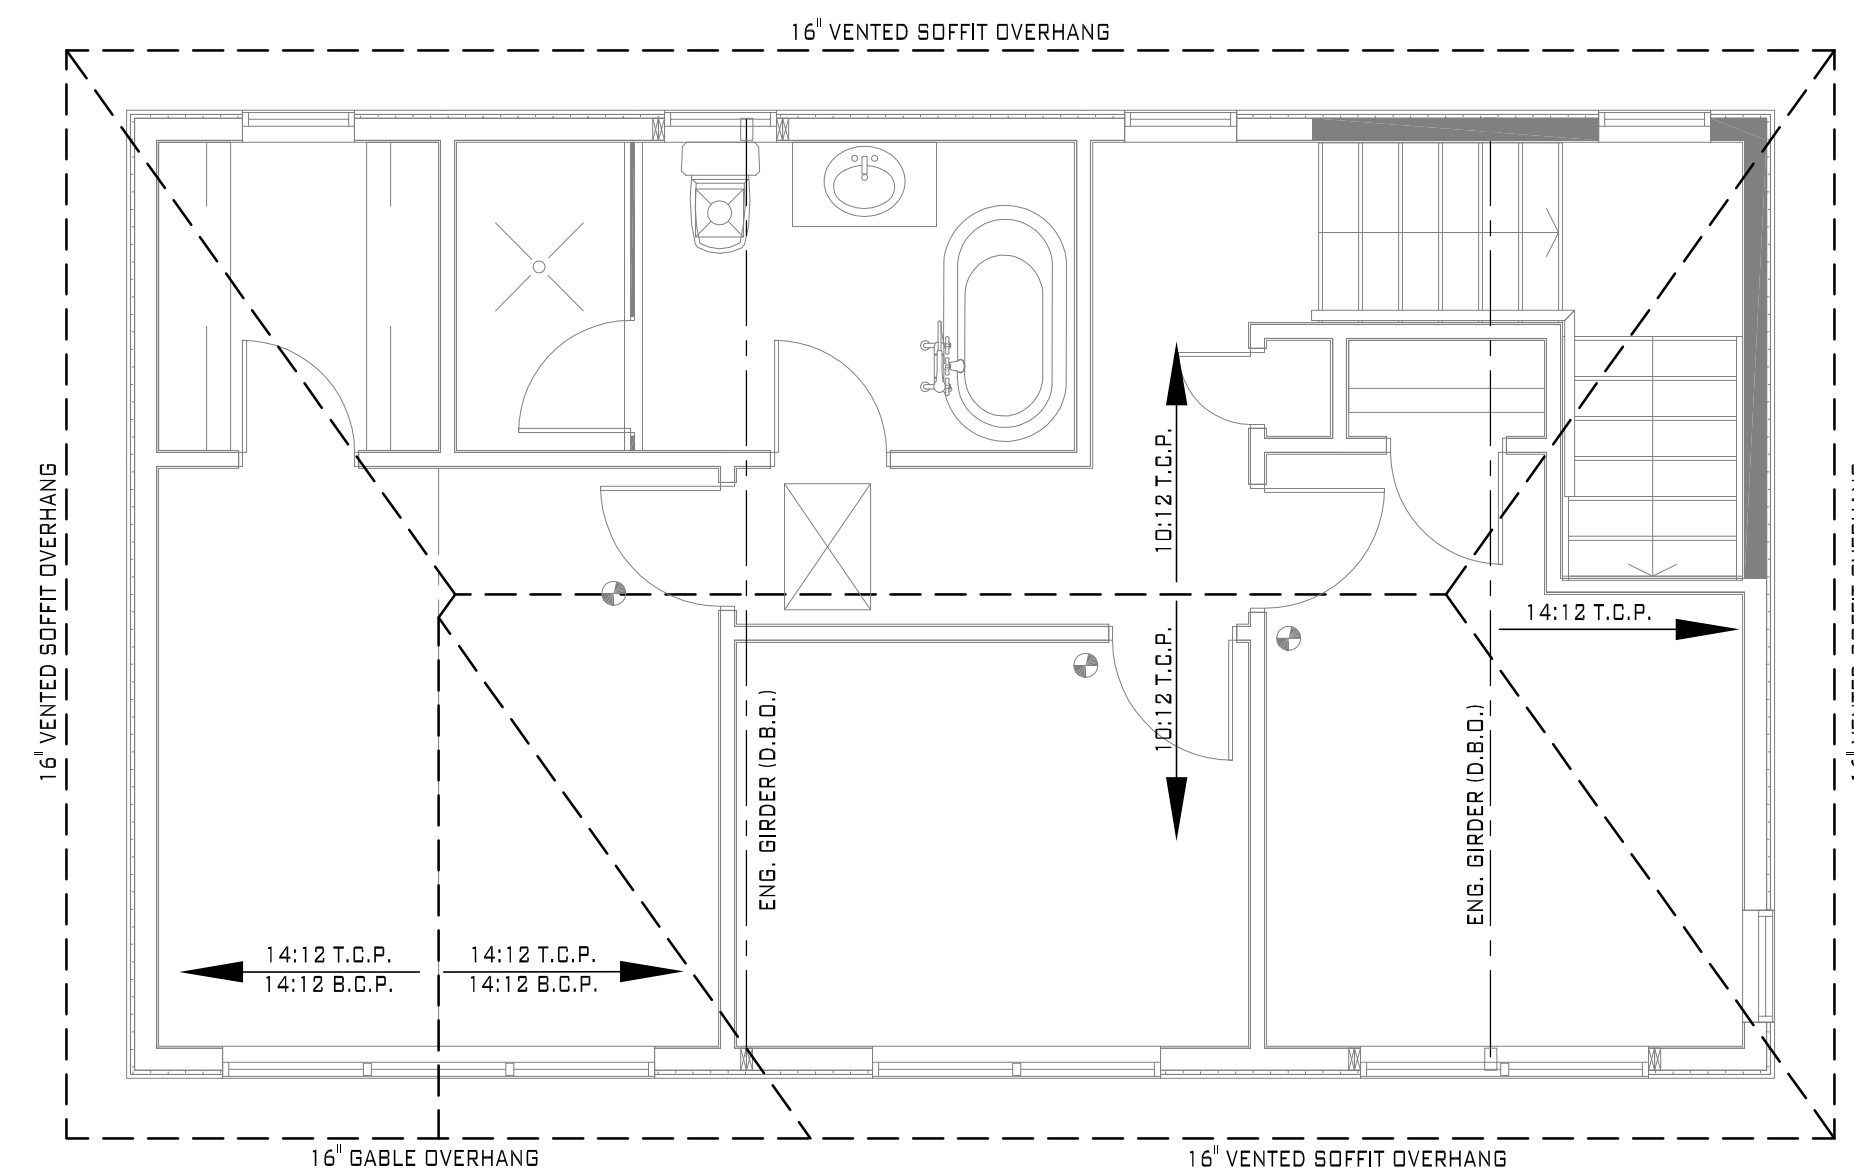 16" VENTED SOFFIT OVERHANG
16" VENTED SOFFIT OVERHANG
10:12 T.C.P.
14:12 T.C.P.
10:12 T.C.P.
ENG. GIRDER (D.B.O.)
ENG. GIRDER (D.B.O.)
14:12 T.C.P.
14:12 B.C.P.
14:12 T.C.P.
14:12 B.C.P.
16" GABLE OVERHANG
16" VENTED SOFFIT OVERHANG